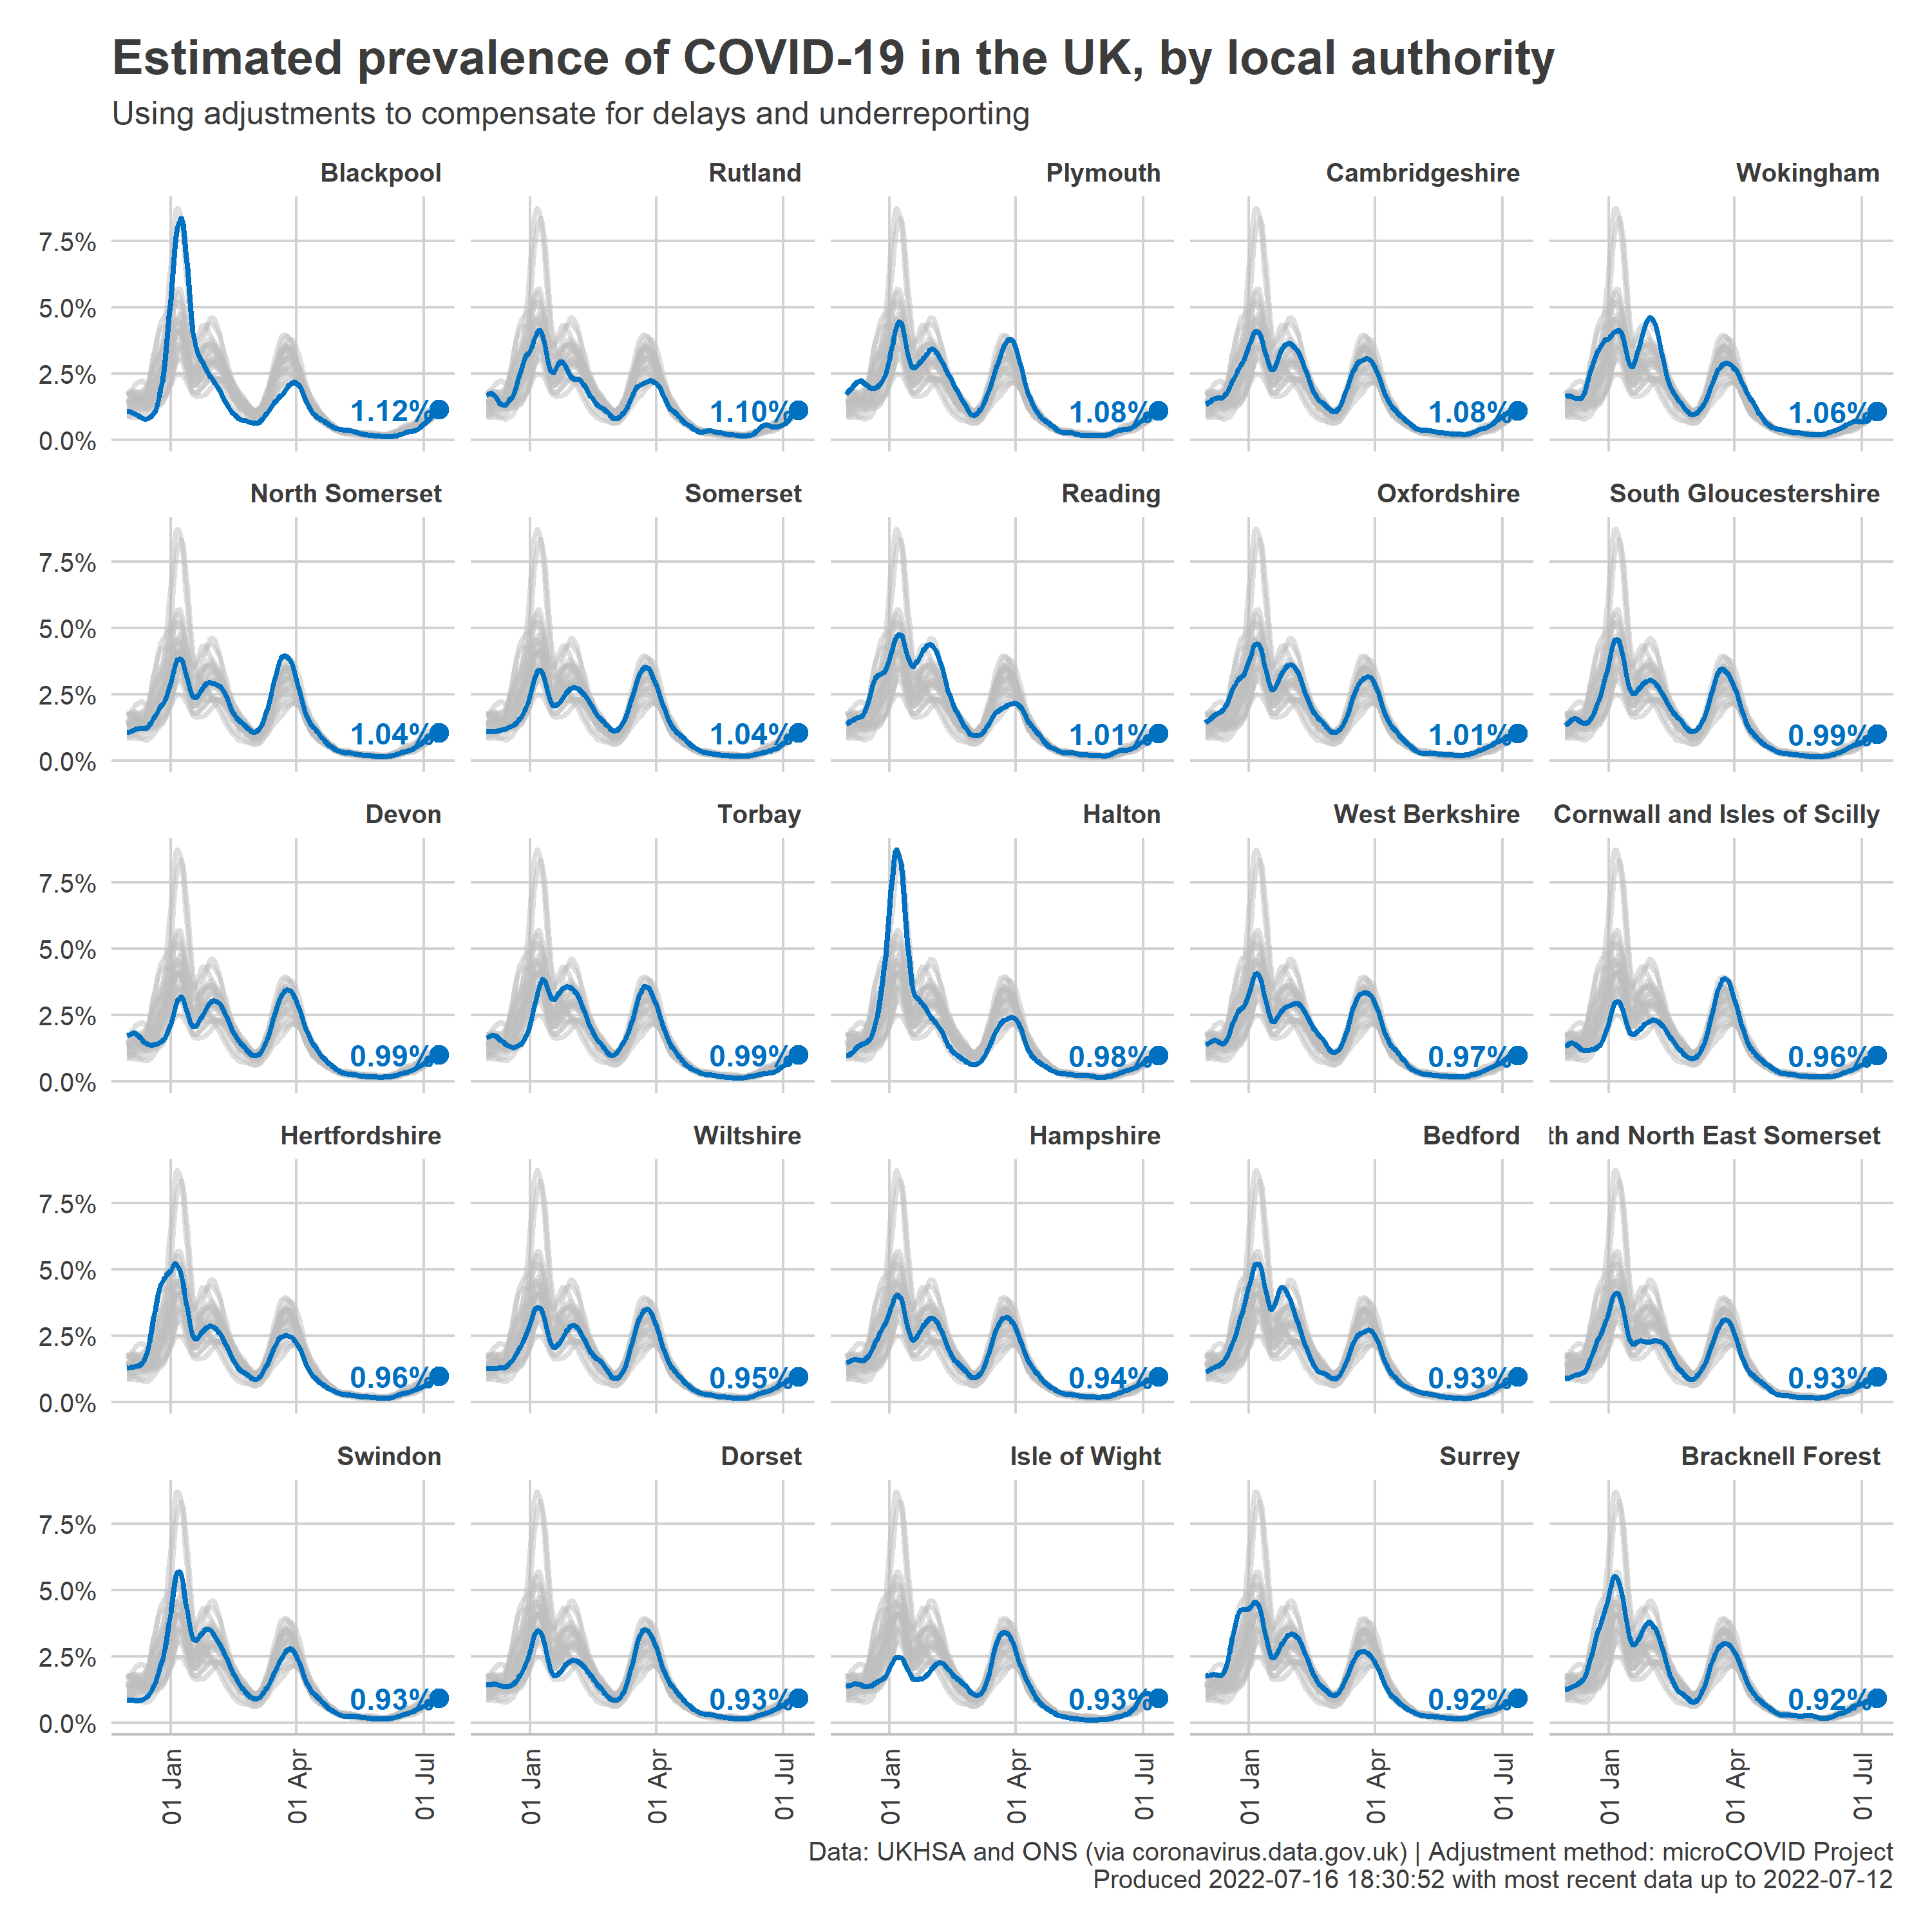 Estimated prevalence of COVID-19 in the UK, by local authority
Using adjustments to compensate for delays and underreporting
Blackpool
Rutland
Plymouth
Cambridgeshire
Wokingham
7.5%
5.0%
2.5%
0.0%
1.12%
1.10%
1.08%
1.08%
1.06%
North Somerset
Somerset
Reading
Oxfordshire
South Gloucestershire
7.5%
5.0%
2.5%
0.0%
1.04%
1.04%
1.01%
1.01%
0.99%
Devon
Torbay
Halton
West Berkshire
Cornwall and Isles of Scilly
7.5%
5.0%
2.5%
0.0%
0.99%
0.99%
0.98%
0.97%
0.96%
Hertfordshire
Wiltshire
Hampshire
Bedford
th and North East Somerset
7.5%
5.0%
2.5%
0.0%
0.96%
0.95%
0.94%
0.93%
0.93%
Swindon
Dorset
Isle of Wight
Surrey
Bracknell Forest
7.5%
5.0%
2.5%
0.0%
0.93%
0.93%
0.93%
0.92%
0.92%
01 Jan
01 Apr
01 Jul
01 Jan
01 Apr
01 Jul
01 Jan
01 Apr
01 Jul
01 Jan
01 Apr
01 Jul
01 Jan
01 Apr
01 Jul
Data: UKHSA and ONS (via coronavirus.data.gov.uk) | Adjustment method: microCOVID Project
Produced 2022-07-16 18:30:52 with most recent data up to 2022-07-12